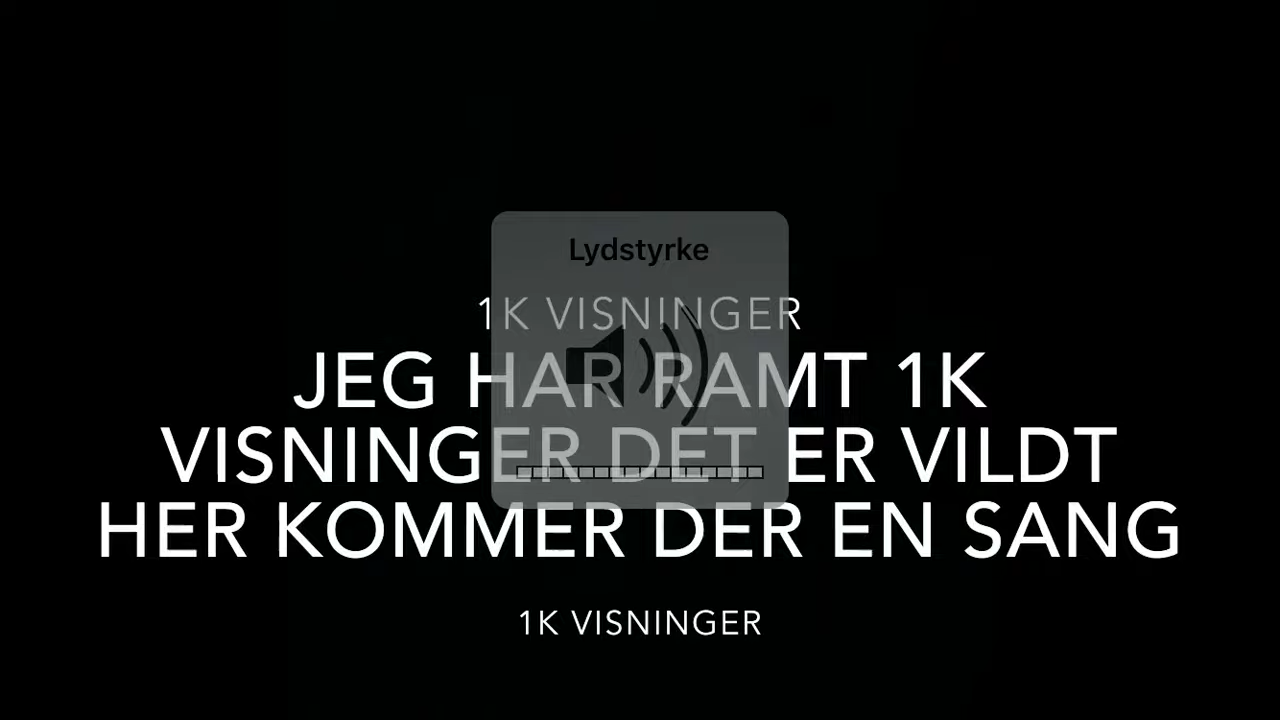 Lydstyrke
1K VISNINGER
JEG HAR RAMT 1K
VISNINGER DET ER VILDT
HER KOMMER DER EN SANG
1K VISNINGER